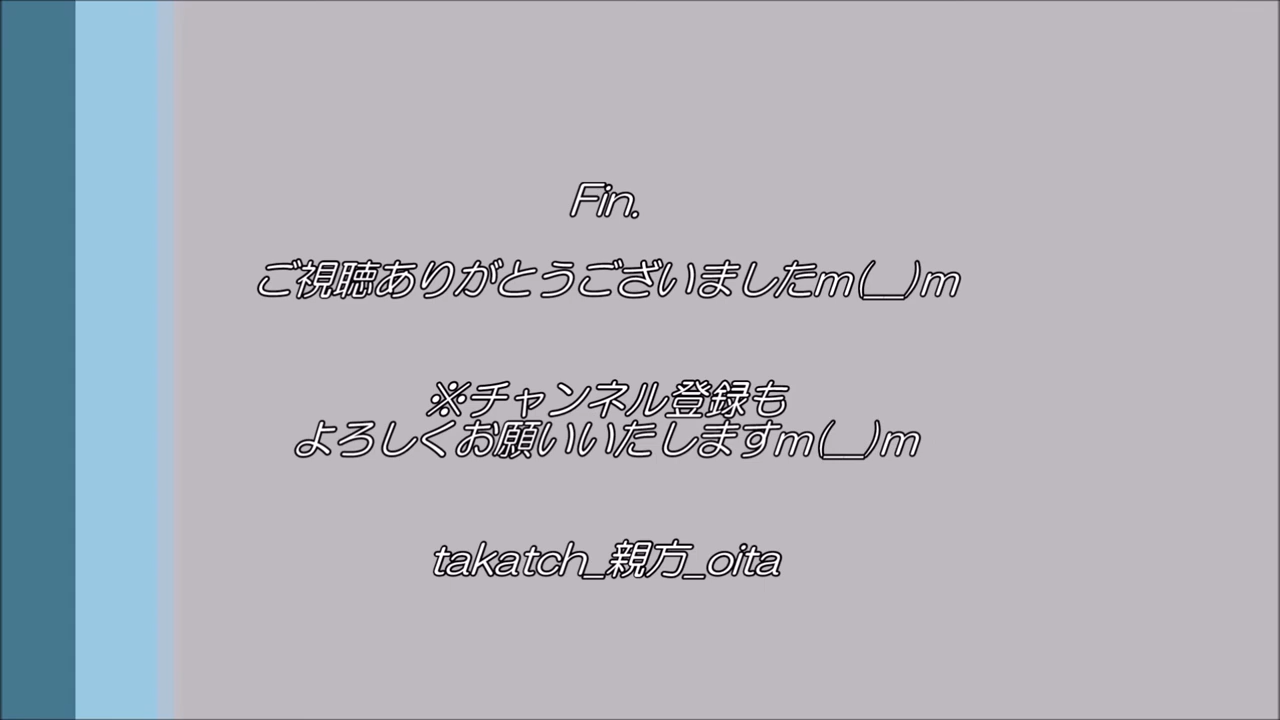 Fin.
ご視聴ありがとうございましたm(__)m
※チャンネル登録も
よろしくお願いいたしますm(__)m
takatch_親方_oita